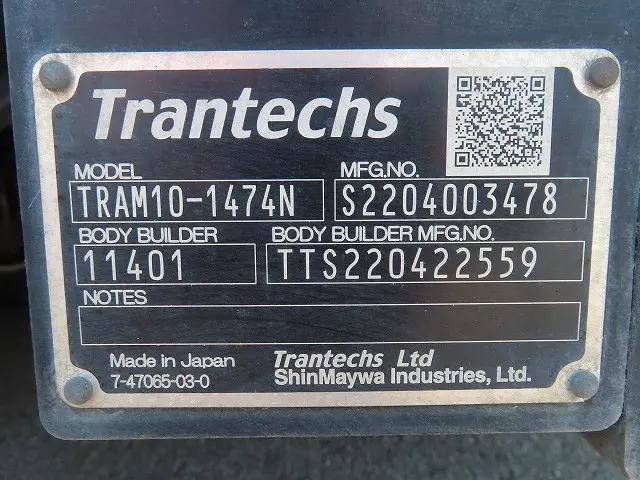 Trantechs
MODEL MFG.NO.
TRAM10-1474N S2204003478
BODY BUILDER BODY BUILDER MFG.NO.
11401 TTS220422559
NOTES
Made in Japan Trantechs Ltd
7-47065-03-0 ShinMaywa Industries, Ltd.